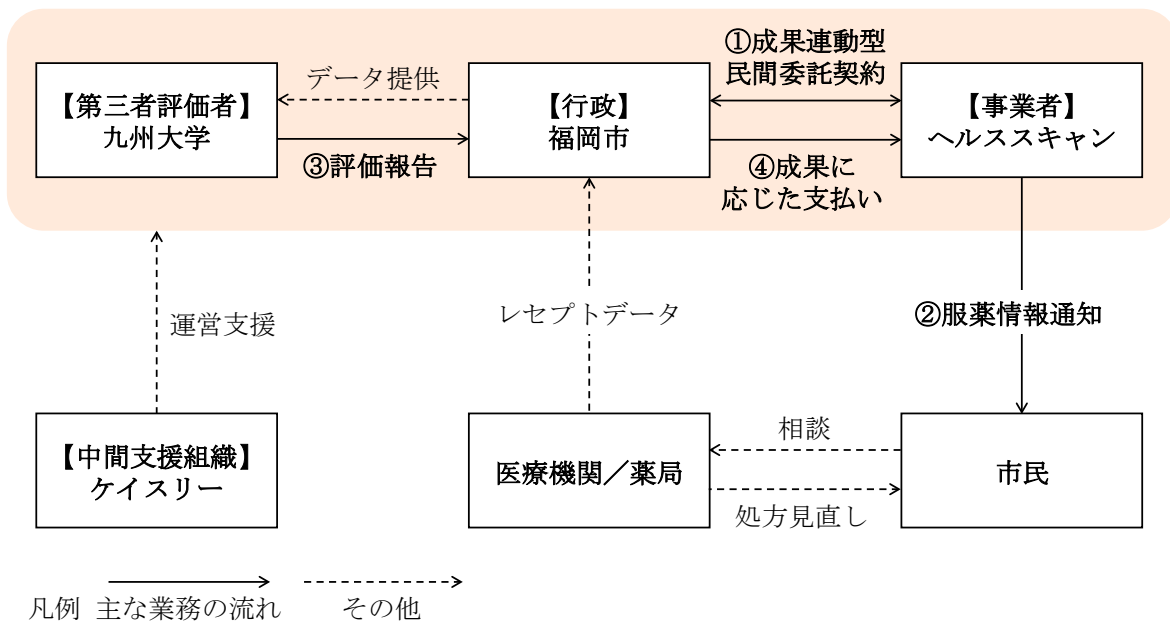 ①成果連動型
民間委託契約
データ提供
【第三者評価者】
九州大学
【行政】
福岡市
【事業者】
ヘルススキャン
③評価報告
④成果に
応じた支払い
運営支援
レセプトデータ
②服薬情報通知
相談
【中間支援組織】
ケイスリー
医療機関／薬局
市民
処方見直し
凡例 主な業務の流れ その他